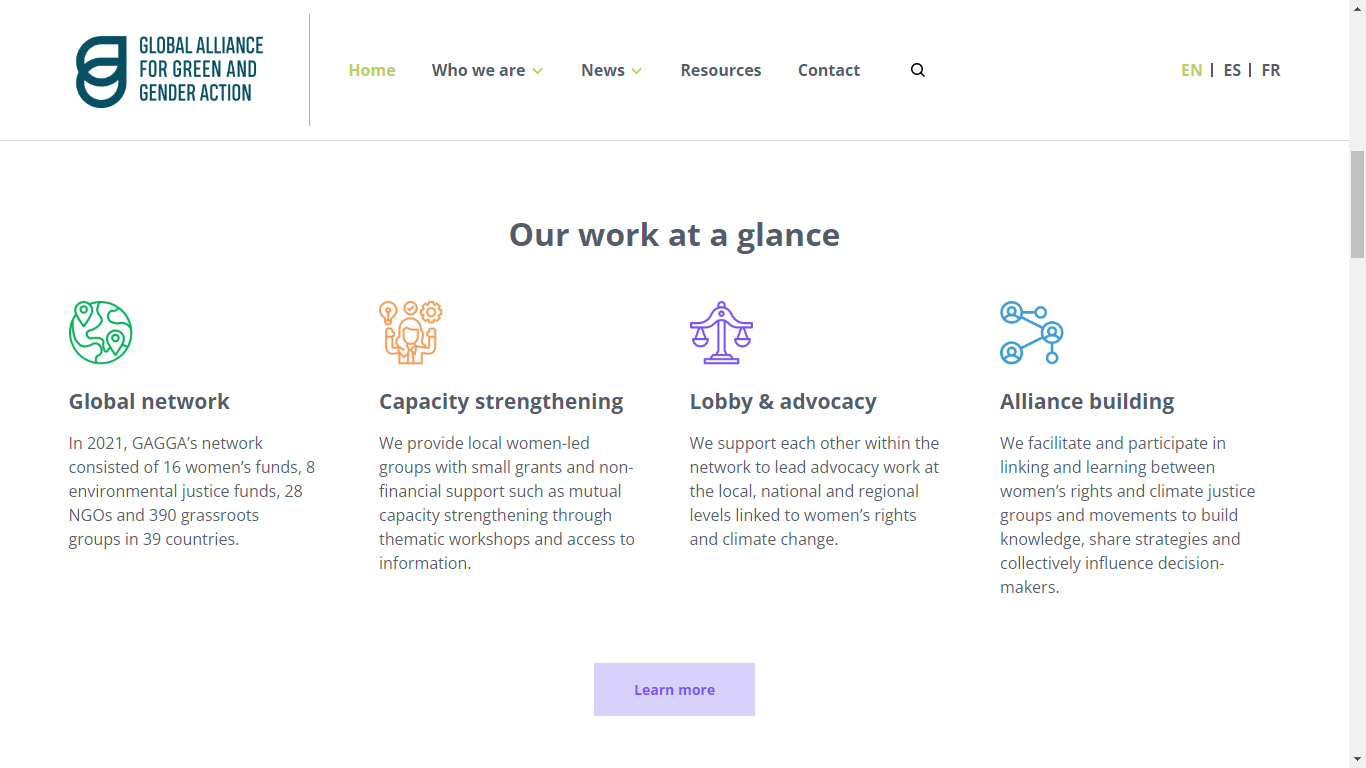 GLOBAL ALLIANCE
FOR GREEN AND
GENDER ACTION
Home
Who we are
News
Resources
Contact
EN | ES | FR
Our work at a glance
Global network
In 2021, GAGGA’s network
consisted of 16 women’s funds, 8
environmental justice funds, 28
NGOs and 390 grassroots
groups in 39 countries.
Capacity strengthening
We provide local women-led
groups with small grants and non-
financial support such as mutual
capacity strengthening through
thematic workshops and access to
information.
Lobby & advocacy
We support each other within the
network to lead advocacy work at
the local, national and regional
levels linked to women’s rights
and climate change.
Alliance building
We facilitate and participate in
linking and learning between
women’s rights and climate justice
groups and movements to build
knowledge, share strategies and
collectively influence decision-
makers.
Learn more